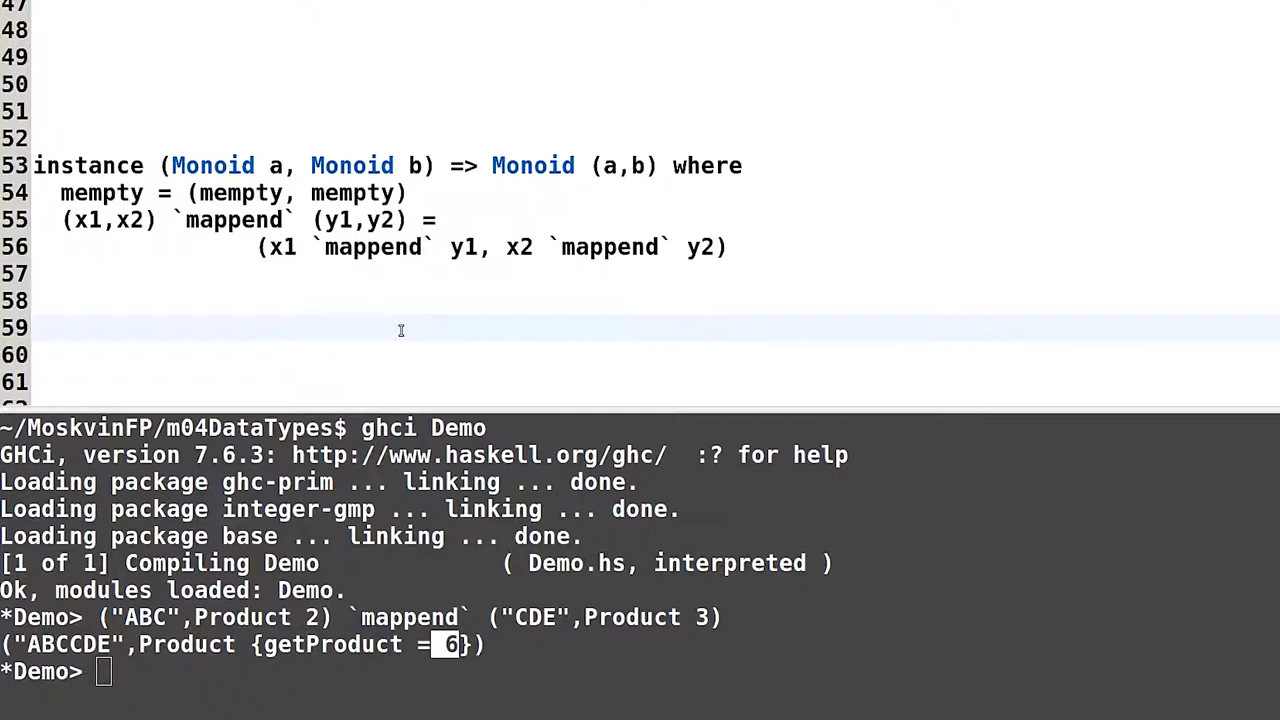 47
48
49
50
51
52
53 instance (Monoid a, Monoid b) => Monoid (a,b) where
54 mempty = (mempty, mempty)
55 (x1,x2) `mappend` (y1,y2) =
56 (x1 `mappend` y1, x2 `mappend` y2)
57
58
59
60
61
62
~/MoskvinFP/m04DataTypes$ ghci Demo
GHCi, version 7.6.3: http://www.haskell.org/ghc/  :? for help
Loading package ghc-prim ... linking ... done.
Loading package integer-gmp ... linking ... done.
Loading package base ... linking ... done.
[1 of 1] Compiling Demo             ( Demo.hs, interpreted )
Ok, modules loaded: Demo.
*Demo> ("ABC",Product 2) `mappend` ("CDE",Product 3)
("ABCCDE",Product {getProduct = 6})
*Demo>